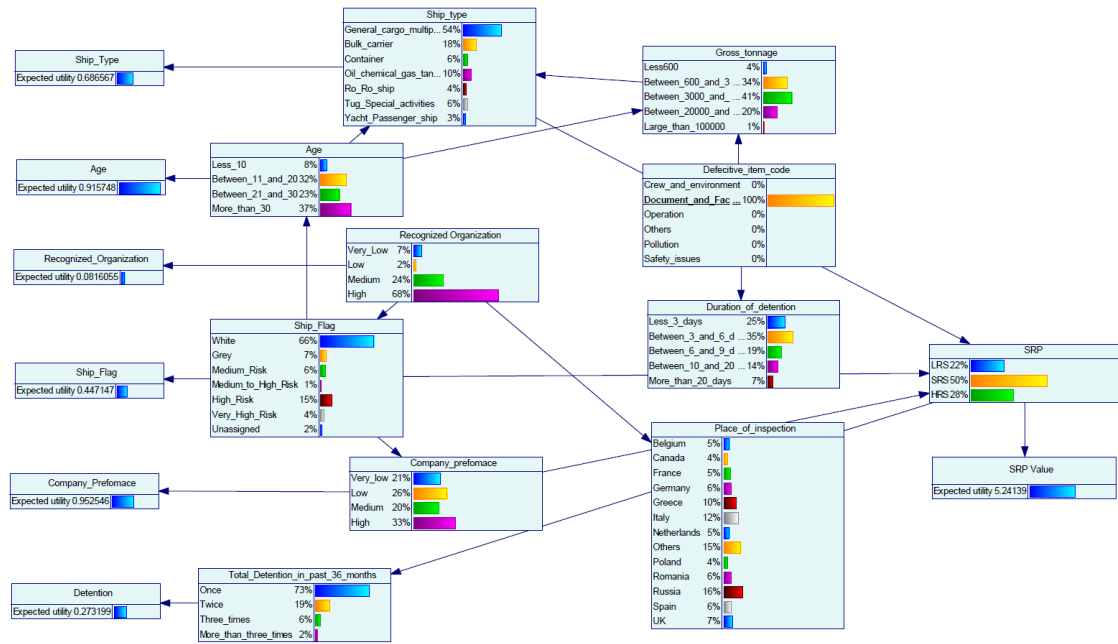 Ship_type
General_cargo_multip... 54%
Bulk_carrier 18%
Container 6%
Oil_chemical_gas_tan... 10%
Ro_Ro_ship 4%
Tug_Special_activities 6%
Yacht_Passenger_ship 3%
Ship_Type
Expected utility 0.686567
Gross_tonnage
Less600 4%
Between_600_and_3 ... 34%
Between_3000_and_ ... 41%
Between_20000_and ... 20%
Large_than_100000 1%
Age
Less_10 8%
Between_11_and_20 32%
Between_21_and_30 23%
More_than_30 37%
Age
Expected utility 0.915748
Defecitive_item_code
Crew_and_environment 0%
Document_and_Fac ... 100%
Operation 0%
Others 0%
Pollution 0%
Safety_issues 0%
Recognized Organization
Very_Low 7%
Low 2%
Medium 24%
High 68%
Recognized_Organization
Expected utility 0.0816055
Duration_of_detention
Less_3_days 25%
Between_3_and_6_d ... 35%
Between_6_and_9_d ... 19%
Between_10_and_20 ... 14%
More_than_20_days 7%
Ship_Flag
White 66%
Grey 7%
Medium_Risk 6%
Medium_to_High_Risk 1%
High_Risk 15%
Very_High_Risk 4%
Unassigned 2%
Ship_Flag
Expected utility 0.447147
SRP
LRS 22%
SRS 50%
HRS 28%
Place_of_inspection
Belgium 5%
Canada 4%
France 5%
Germany 6%
Greece 10%
Italy 12%
Netherlands 5%
Others 15%
Poland 4%
Romania 6%
Russia 16%
Spain 6%
UK 7%
Company_prefomace
Very_low 21%
Low 26%
Medium 20%
High 33%
Company_Prefomace
Expected utility 0.952546
SRP Value
Expected utility 5.24139
Total_Detention_in_past_36_months
Once 73%
Twice 19%
Three_times 6%
More_than_three_times 2%
Detention
Expected utility 0.273199